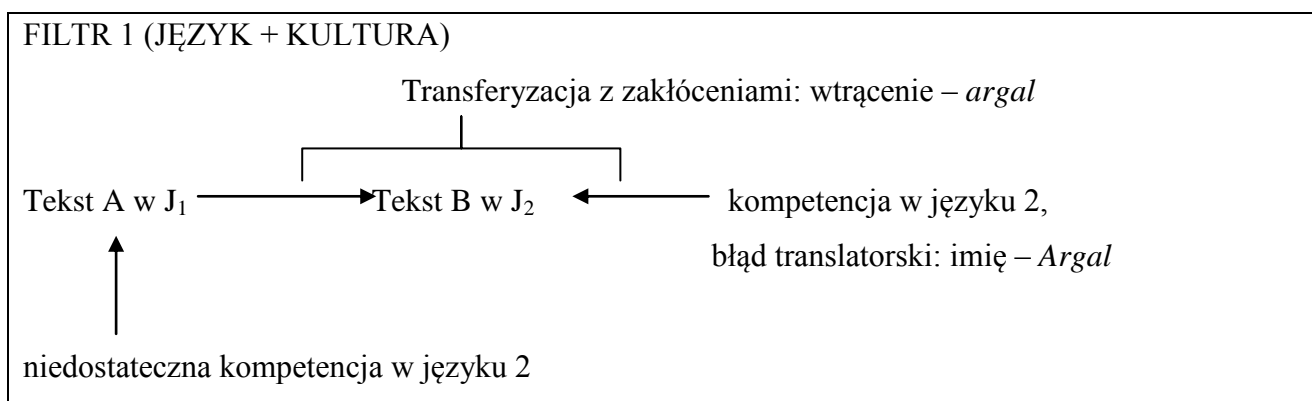 FILTR 1 (JĘZYK + KULTURA)
Transferyzacja z zakłóceniami: wtrącenie – argal
Tekst A w J₁ Tekst B w J₂ kompetencja w języku 2,
błąd translatorski: imię – Argal
niedostateczna kompetencja w języku 2